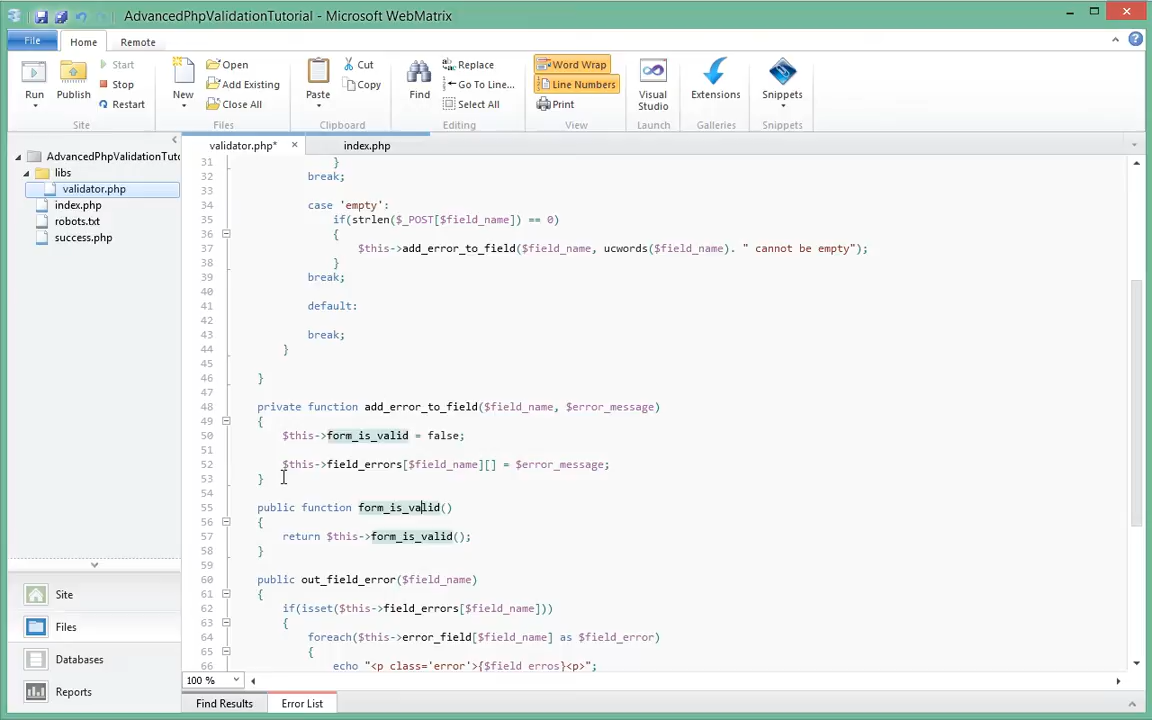 AdvancedPhpValidationTutorial - Microsoft WebMatrix
File
Home
Remote
Start
Stop
Restart
Run
Publish
Site
New
Open
Add Existing
Close All
Files
Paste
Cut
Copy
Clipboard
Find
Replace
Go To Line...
Select All
Editing
Word Wrap
Line Numbers
Print
View
Visual
Studio
Launch
Extensions
Galleries
Snippets
Snippets
AdvancedPhpValidationTuto
libs
validator.php
index.php
robots.txt
success.php
Site
Files
Databases
Reports
validator.php*
index.php
31 }
32 break;
33
34 case 'empty':
35 if(strlen($_POST[$field_name]) == 0)
36 {
37 $this->add_error_to_field($field_name, ucwords($field_name). " cannot be empty");
38 }
39 break;
40
41 default:
42
43 break;
44 }
45
46 }
47
48 private function add_error_to_field($field_name, $error_message)
49 {
50 $this->form_is_valid = false;
51
52 $this->field_errors[$field_name][] = $error_message;
53 }
54
55 public function form_is_valid()
56 {
57 return $this->form_is_valid();
58 }
59
60 public out_field_error($field_name)
61 {
62 if(isset($this->field_errors[$field_name]))
63 {
64 foreach($this->error_field[$field_name] as $field_error)
65 {
66 echo "<p class='error'>{$field_erros}<p>";
100 %
Find Results
Error List